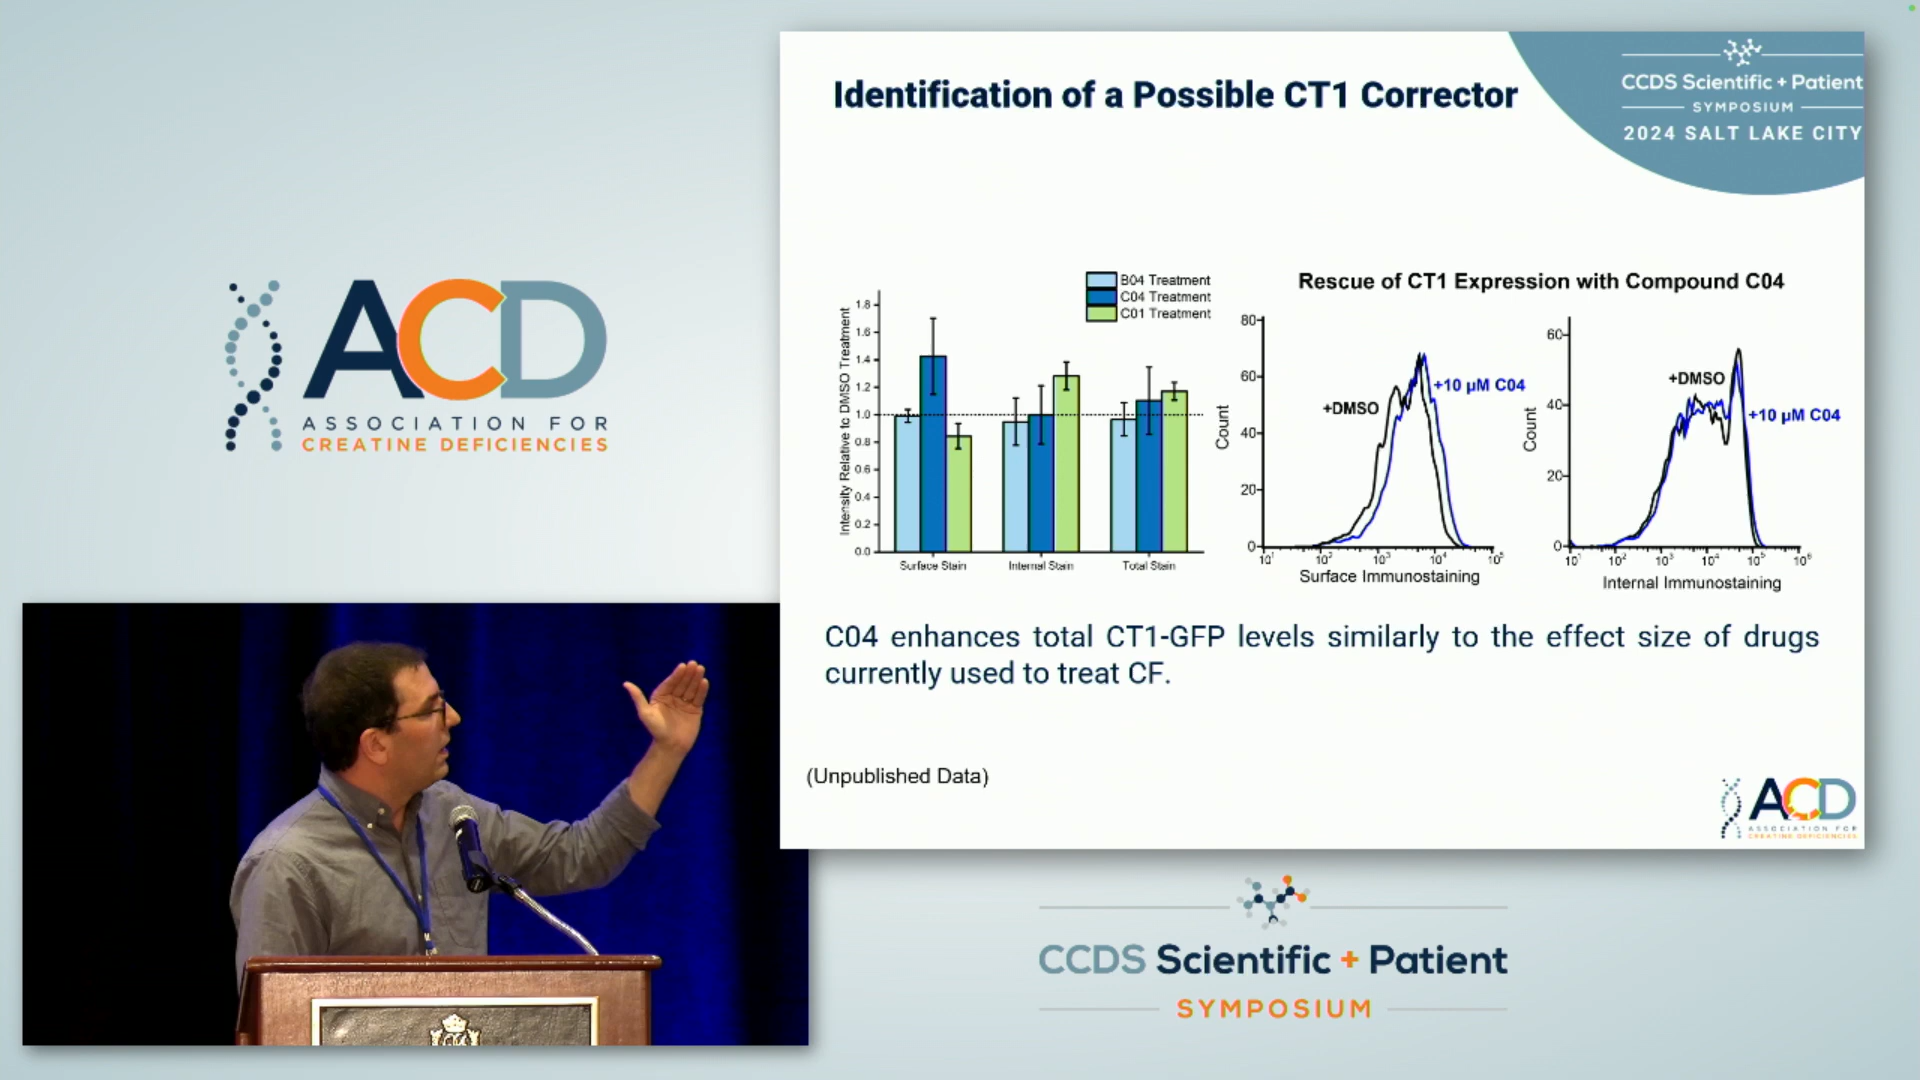 ACD
ASSOCIATION FOR
CREATINE DEFICIENCIES
Identification of a Possible CT1 Corrector
CCDS Scientific + Patient
SYMPOSIUM
2024 SALT LAKE CITY
Intensity Relative to DMSO Treatment
1.8
1.6
1.4
1.2
1.0
0.8
0.6
0.4
0.2
0.0
B04 Treatment
C04 Treatment
C01 Treatment
Surface Stain
Internal Stain
Total Stain
Rescue of CT1 Expression with Compound C04
Count
80
60
40
20
0
+DMSO
+10 µM C04
10¹ 10² 10³ 10⁴ 10⁵
Surface Immunostaining
Count
60
40
20
0
+DMSO
+10 µM C04
10¹ 10² 10³ 10⁴ 10⁵ 10⁶
Internal Immunostaining
C04 enhances total CT1-GFP levels similarly to the effect size of drugs
currently used to treat CF.
(Unpublished Data)
ACD
ASSOCIATION FOR
CREATINE DEFICIENCIES
CCDS Scientific + Patient
SYMPOSIUM